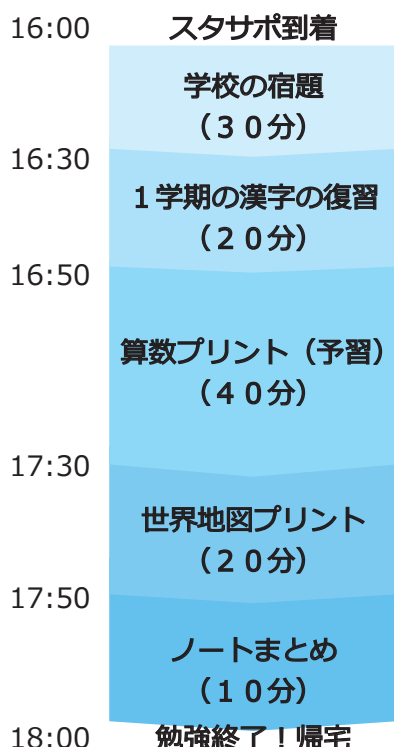 16:00 スタサポ到着
学校の宿題
（３０分）
16:30
１学期の漢字の復習
（２０分）
16:50
算数プリント（予習）
（４０分）
17:30
世界地図プリント
（２０分）
17:50
ノートまとめ
（１０分）
18:00 勉強終了！帰宅